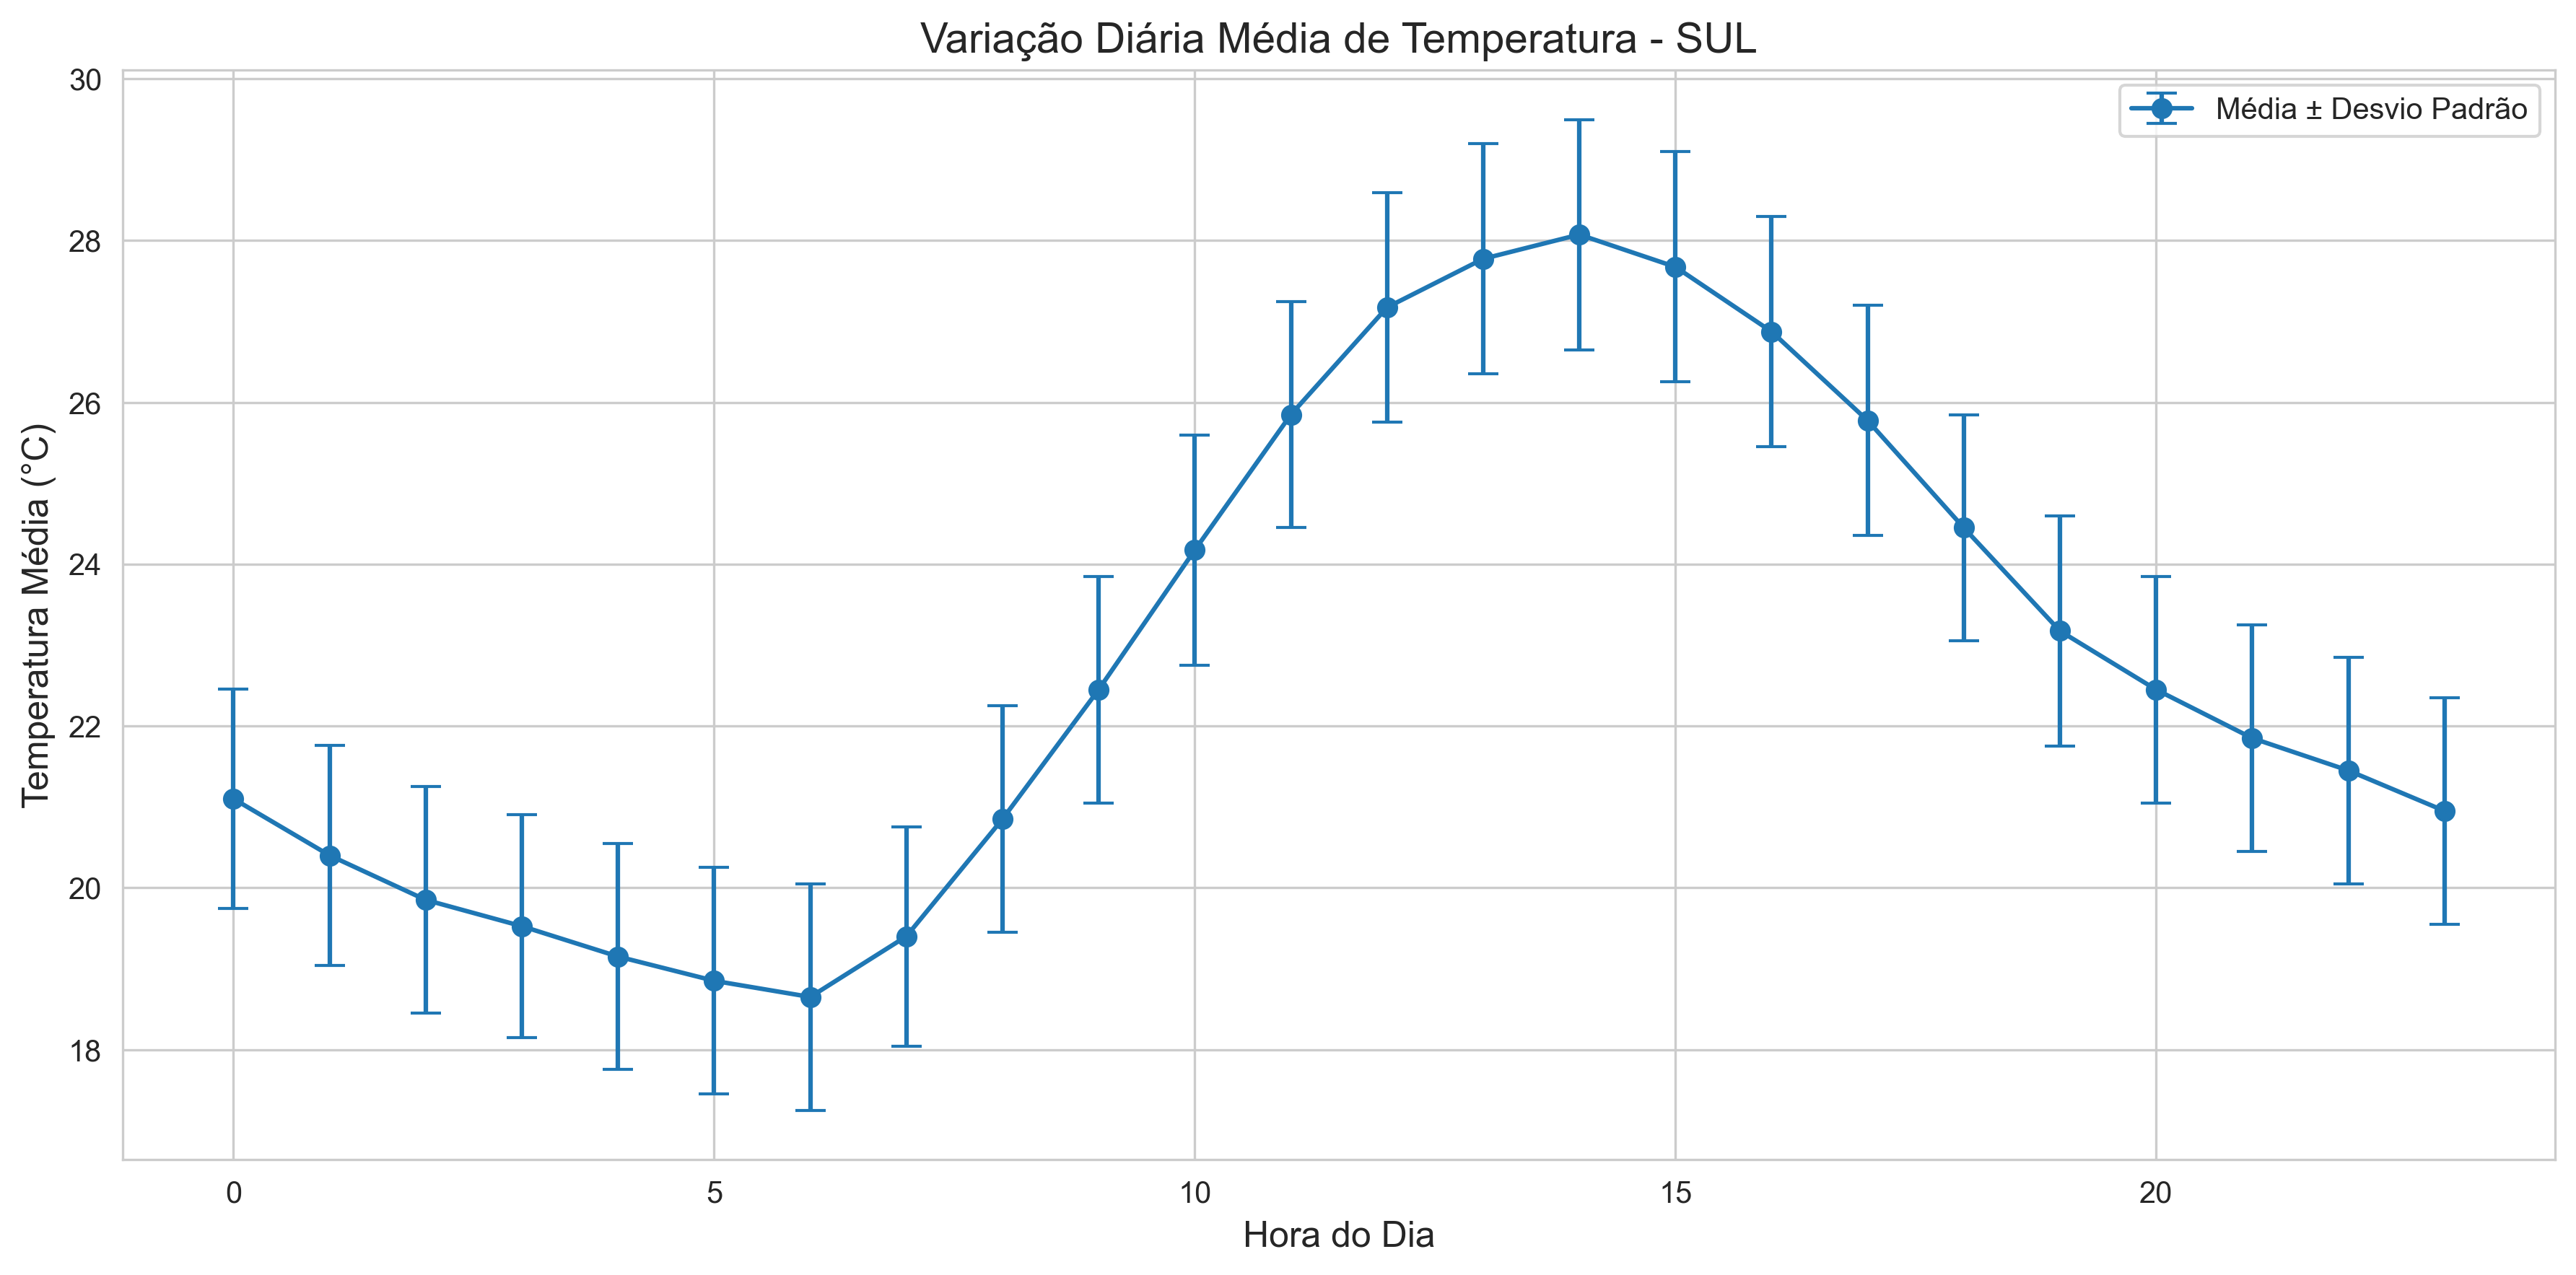 Variação Diária Média de Temperatura - SUL
Média ± Desvio Padrão
Temperatura Média (°C)
30
28
26
24
22
20
18
0 5 10 15 20
Hora do Dia